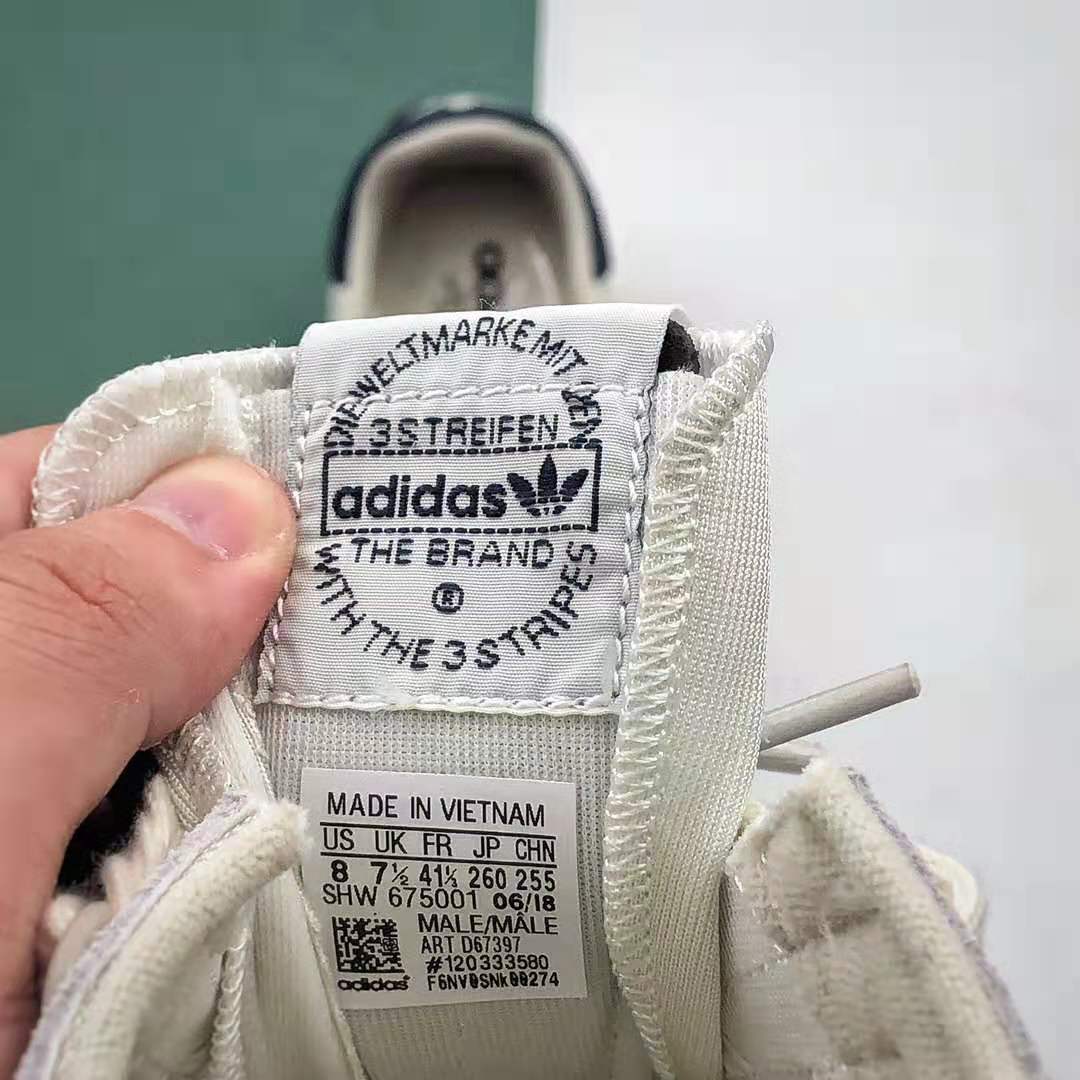 DIE WELTMARKE MIT DEN
3 STREIFEN
adidas
THE BRAND
®
WITH THE 3 STRIPES
MADE IN VIETNAM
US UK FR JP CHN
8 7½ 41⅓ 260 255
SHW 675001 06/18
MALE/MÂLE
ART D67397
#120333580
adidas® F6NV0SNk00274